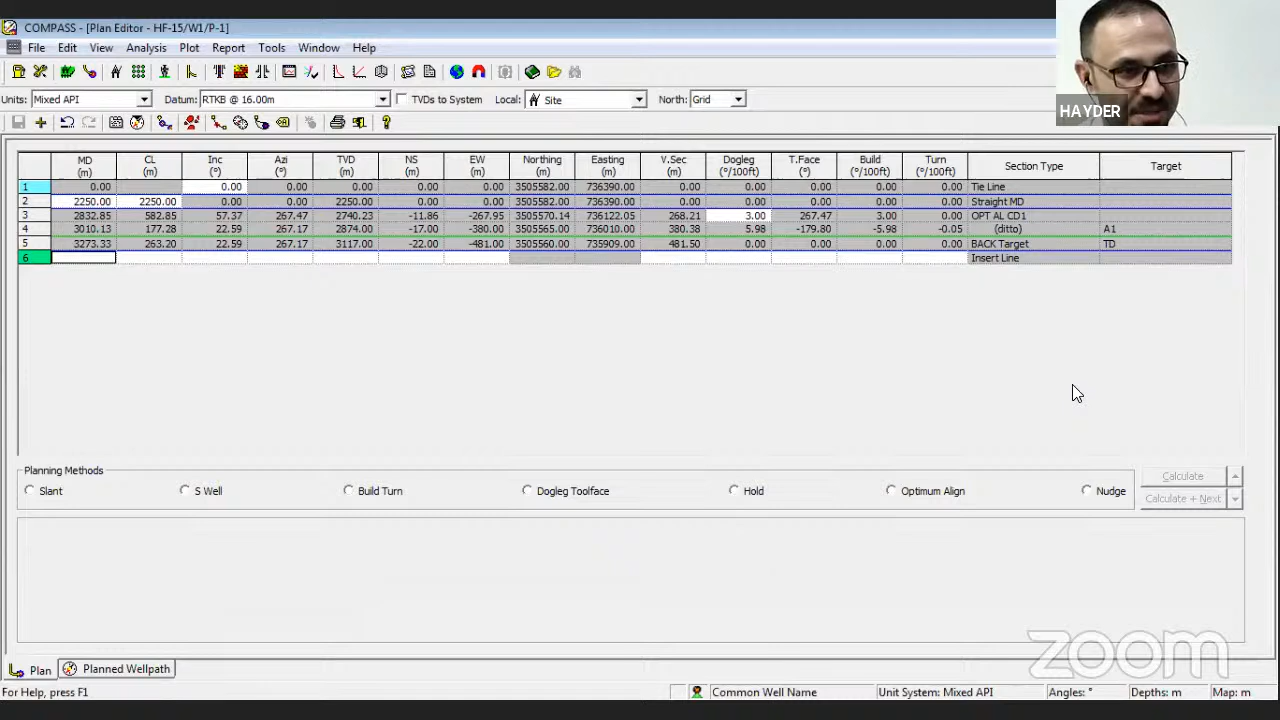 COMPASS - [Plan Editor - HF-15/W1/P-1]
File Edit View Analysis Plot Report Tools Window Help
HAYDER
Units: Mixed API Datum: RTKB @ 16.00m TVDs to System Local: Site North: Grid
MD (m) CL (m) Inc (°) Azi (°) TVD (m) NS (m) EW (m) Northing (m) Easting (m) V.Sec (m) Dogleg (°/100ft) T.Face (°) Build (°/100ft) Turn (°/100ft) Section Type Target
1 0.00 0.00 0.00 0.00 0.00 0.00 3505582.00 736390.00 0.00 0.00 0.00 0.00 0.00 Tie Line
2 2250.00 2250.00 0.00 0.00 2250.00 0.00 0.00 3505582.00 736390.00 0.00 0.00 0.00 0.00 0.00 Straight MD
3 2832.85 582.85 57.37 267.47 2740.23 -11.86 -267.95 3505570.14 736122.05 268.21 3.00 267.47 3.00 0.00 OPT AL CD1
4 3010.13 177.28 22.59 267.17 2874.00 -17.00 -380.00 3505565.00 736010.00 380.38 5.98 -179.80 -5.98 -0.05 (ditto) A1
5 3273.33 263.20 22.59 267.17 3117.00 -22.00 -481.00 3505560.00 735909.00 481.50 0.00 0.00 0.00 0.00 BACK Target TD
6 Insert Line
Planning Methods
Slant S Well Build Turn Dogleg Toolface Hold Optimum Align Nudge
Calculate
Calculate + Next
zoom
Plan Planned Wellpath
For Help, press F1 Common Well Name Unit System: Mixed API Angles: ° Depths: m Map: m